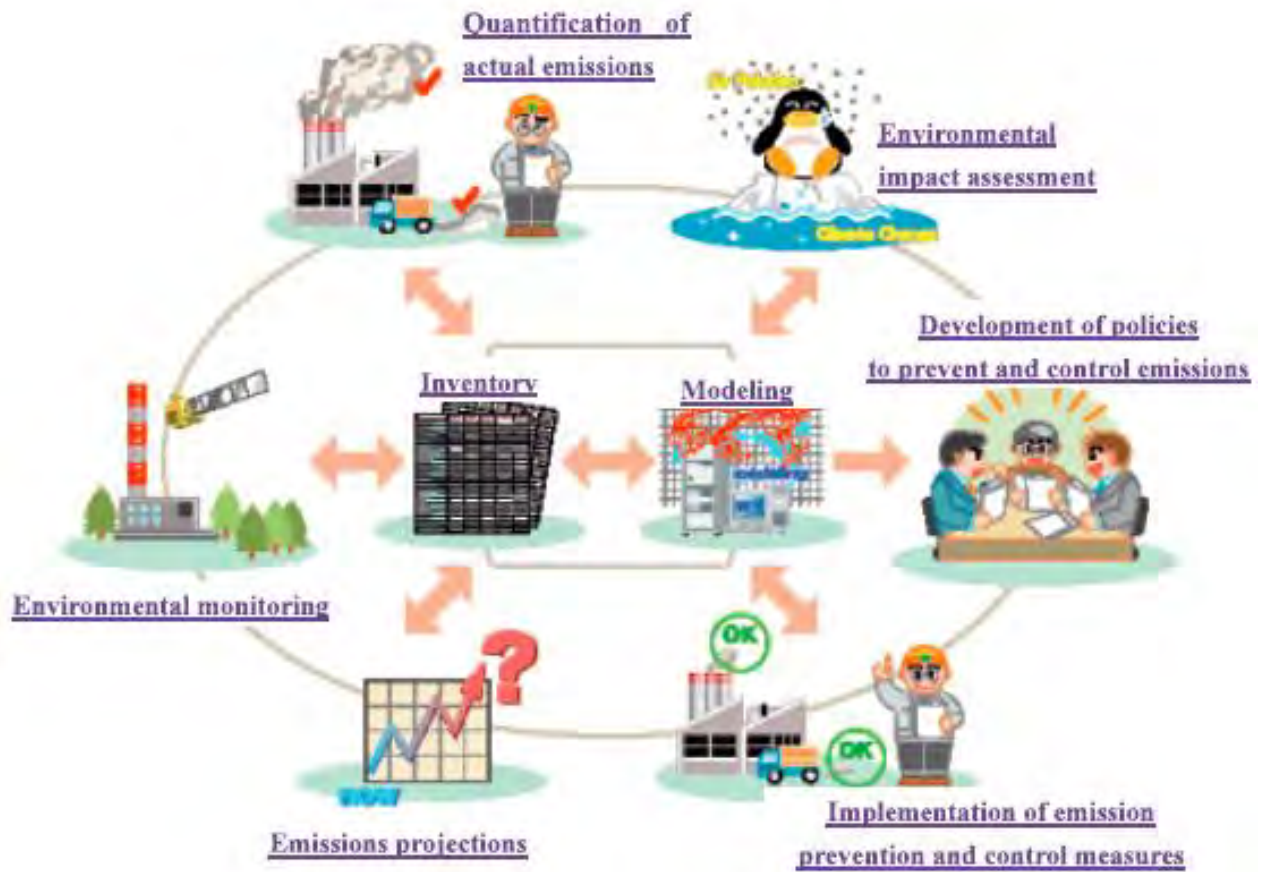 Quantification of
actual emissions
Environmental
impact assessment
Development of policies
to prevent and control emissions
Inventory
Modeling
Environmental monitoring
OK
OK
?
Emissions projections
Implementation of emission
prevention and control measures